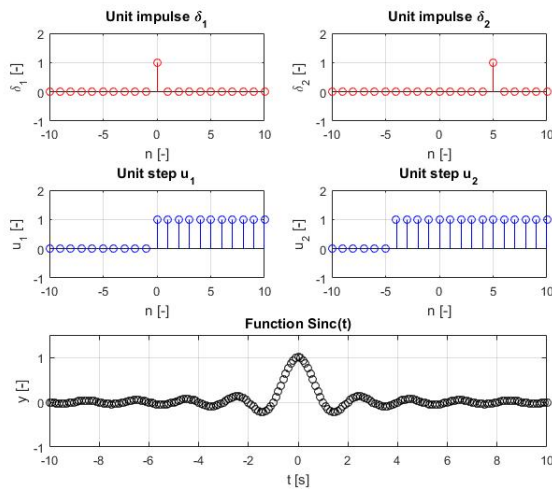 Unit impulse δ1
2
1
0
-1
δ1 [-]
-10 -5 0 5 10
n [-]
Unit impulse δ2
2
1
0
-1
δ2 [-]
-10 -5 0 5 10
n [-]
Unit step u1
2
1
0
-1
u1 [-]
-10 -5 0 5 10
n [-]
Unit step u2
2
1
0
-1
u2 [-]
-10 -5 0 5 10
n [-]
Function Sinc(t)
1
0
-1
y [-]
-10 -8 -6 -4 -2 0 2 4 6 8 10
t [s]